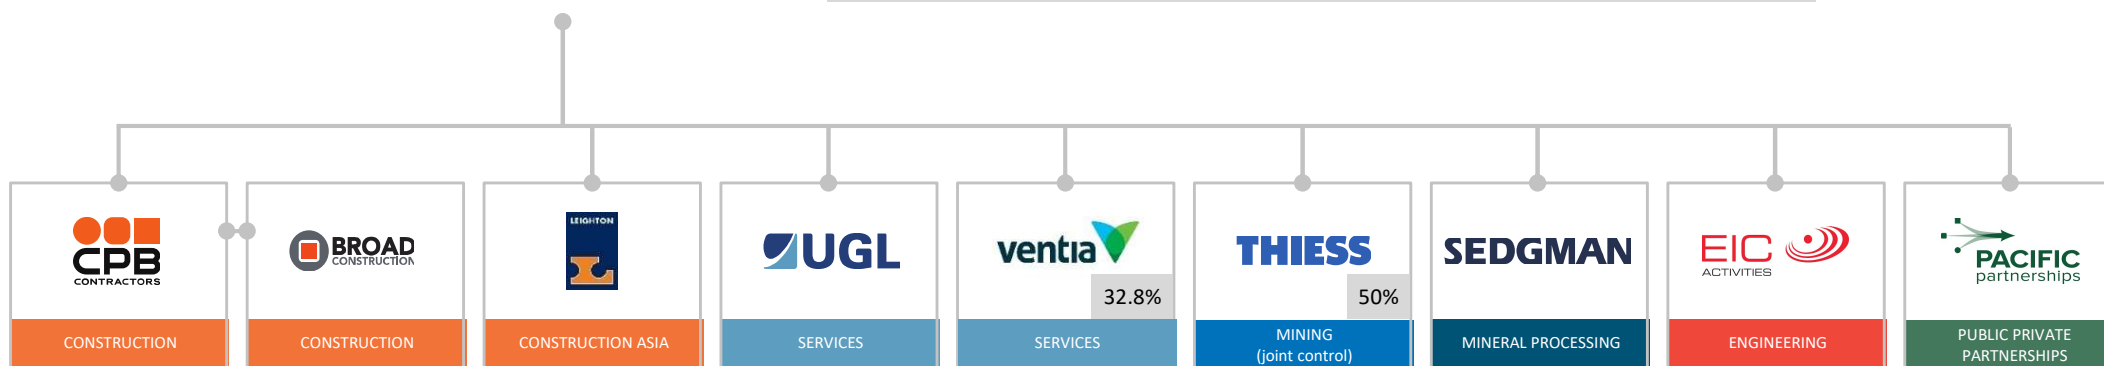 CPB
CONTRACTORS
CONSTRUCTION
BROAD
CONSTRUCTION
CONSTRUCTION
LEIGHTON
CONSTRUCTION ASIA
UGL
SERVICES
ventia
32.8%
SERVICES
THIESS
50%
MINING
(joint control)
SEDGMAN
MINERAL PROCESSING
EIC
ACTIVITIES
ENGINEERING
PACIFIC
partnerships
PUBLIC PRIVATE
PARTNERSHIPS